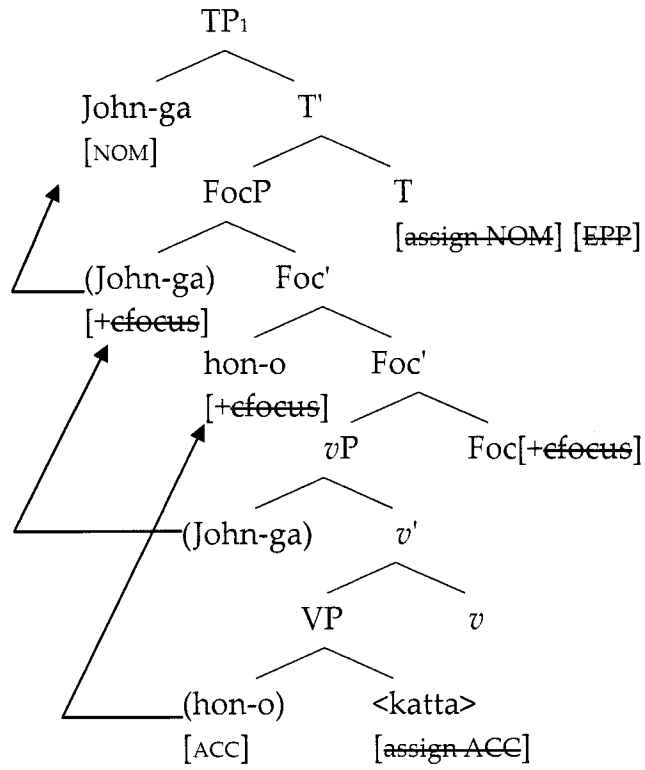 TP₁
John-ga T'
[NOM]
FocP T
[assign NOM] [EPP]
(John-ga) Foc'
[+cfocus]
hon-o Foc'
[+cfocus]
vP Foc[+cfocus]
(John-ga) v'
VP v
(hon-o) <katta>
[ACC] [assign ACC]